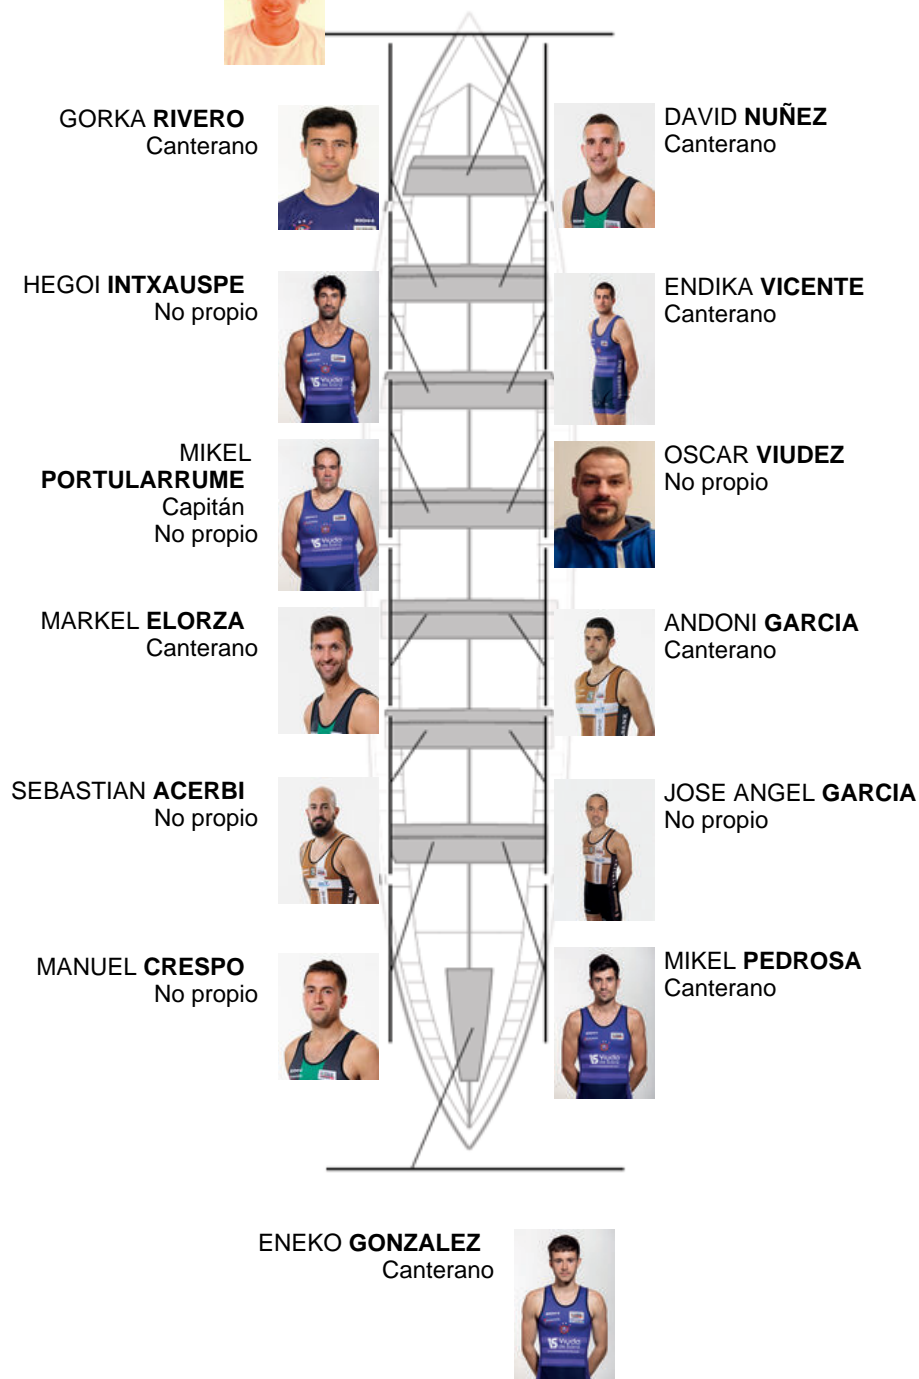 GORKA RIVERO
Canterano
DAVID NUÑEZ
Canterano
HEGOI INTXAUSPE
No propio
ENDIKA VICENTE
Canterano
MIKEL
PORTULARRUME
Capitán
No propio
OSCAR VIUDEZ
No propio
MARKEL ELORZA
Canterano
ANDONI GARCIA
Canterano
SEBASTIAN ACERBI
No propio
JOSE ANGEL GARCIA
No propio
MANUEL CRESPO
No propio
MIKEL PEDROSA
Canterano
ENEKO GONZALEZ
Canterano